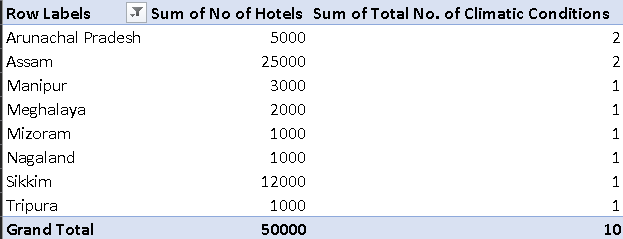 Row Labels Sum of No of Hotels Sum of Total No. of Climatic Conditions
Arunachal Pradesh 5000 2
Assam 25000 2
Manipur 3000 1
Meghalaya 2000 1
Mizoram 1000 1
Nagaland 1000 1
Sikkim 12000 1
Tripura 1000 1
Grand Total 50000 10